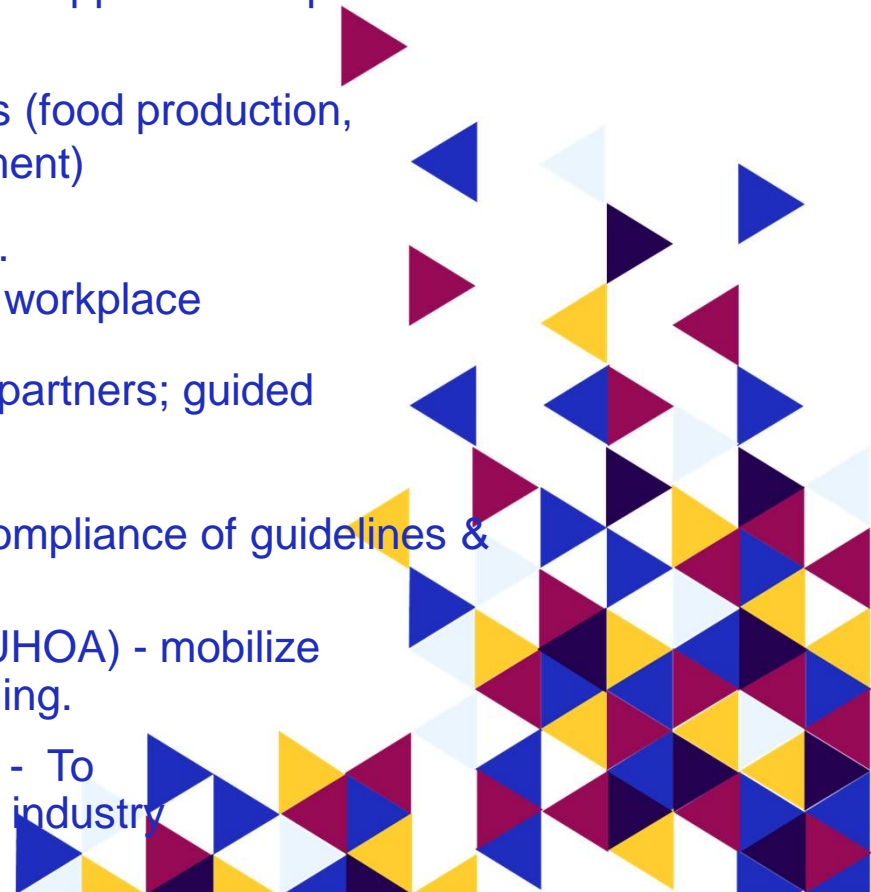 s (food production,
nent)
.
workplace
partners; guided
ompliance of guidelines &
JHOA) - mobilize
ing.
- To
industry